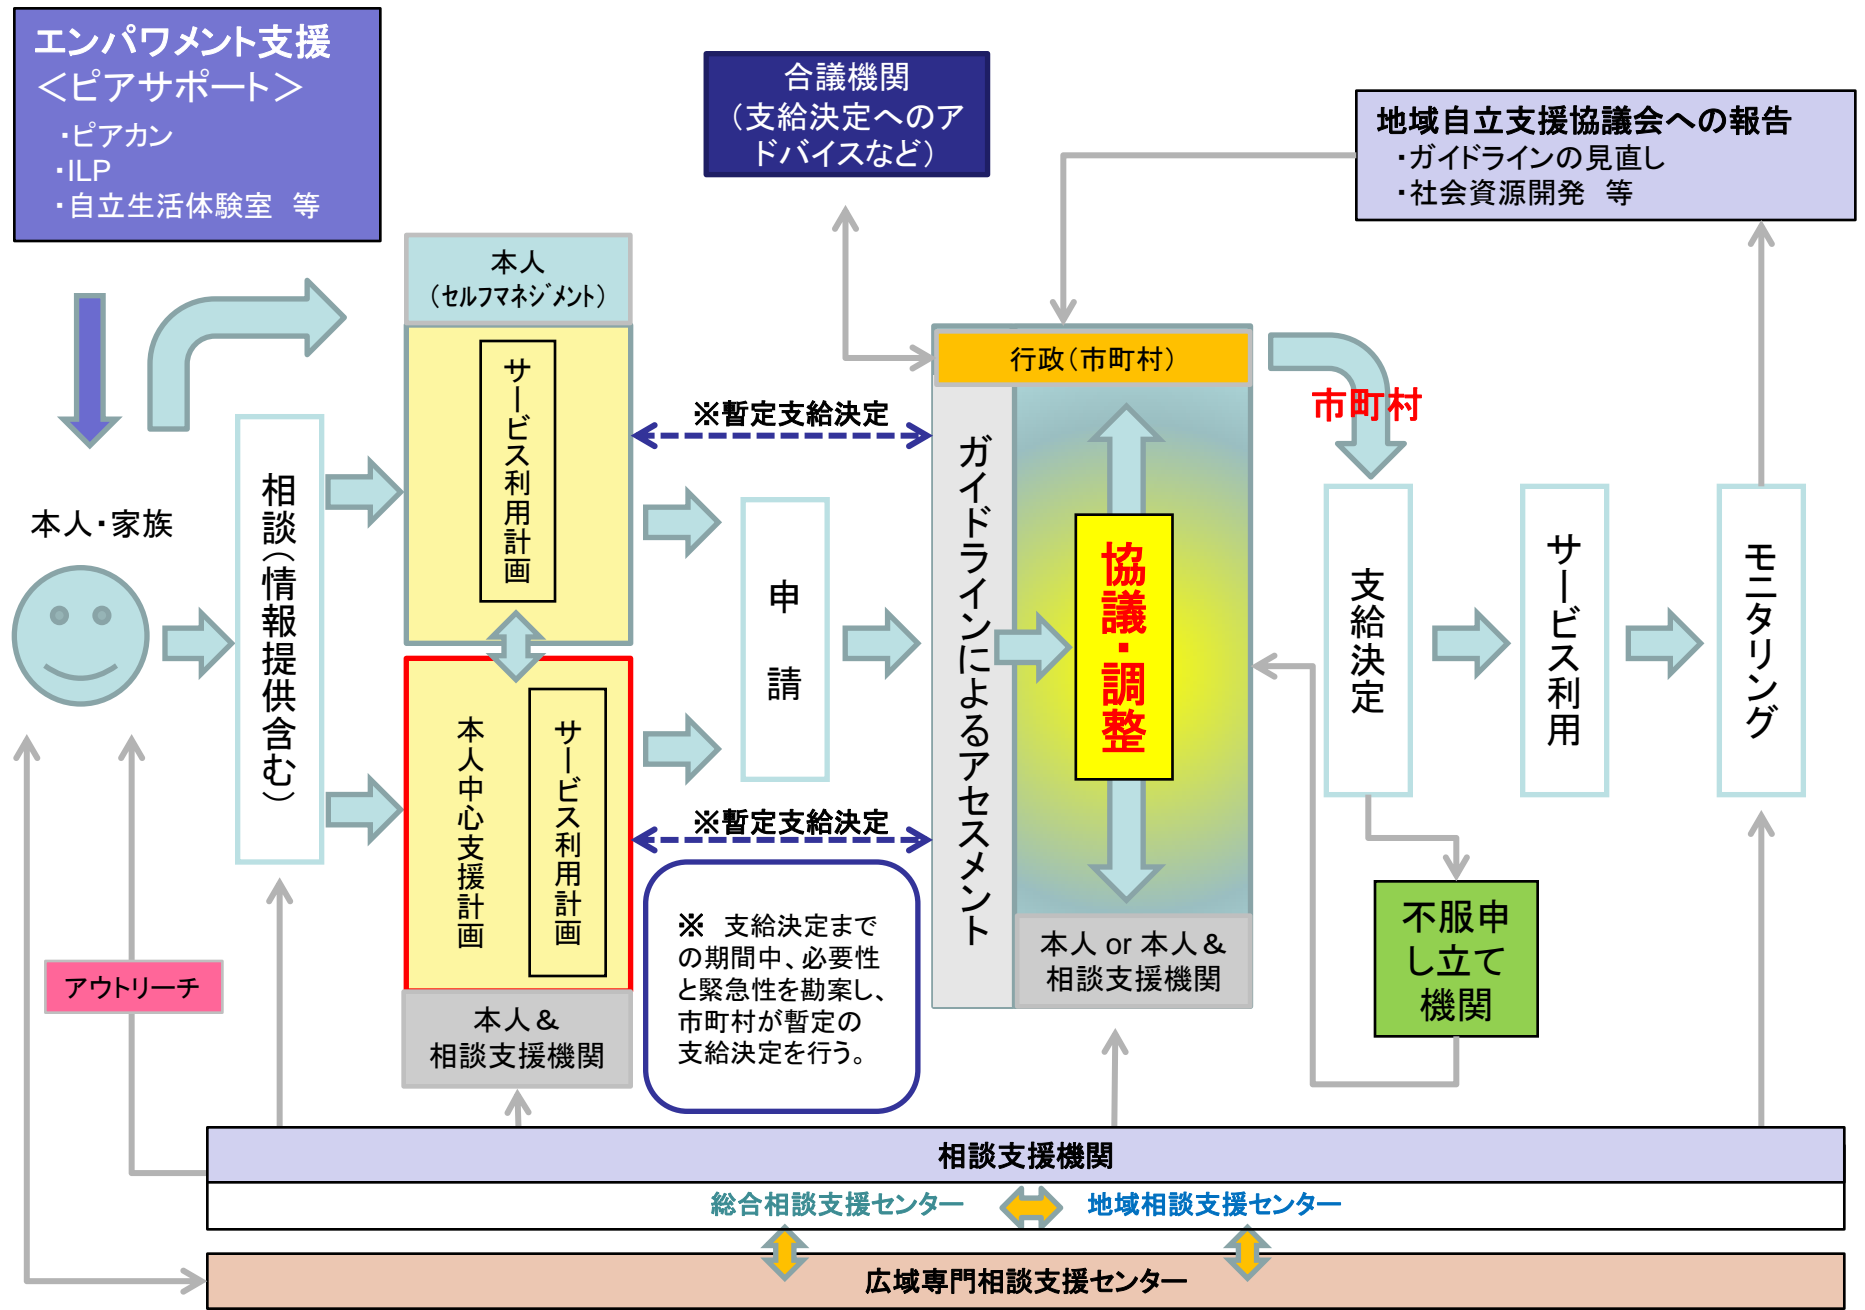 エンパワメント支援
＜ピアサポート＞
・ピアカン
・ILP
・自立生活体験室　等
合議機関
（支給決定へのア
ドバイスなど）
地域自立支援協議会への報告
・ガイドラインの見直し
・社会資源開発　等
本人
（セルフマネジメント）
サービス利用計画
行政（市町村）
市町村
※暫定支給決定
本人・家族
相談（情報提供含む）
申請
ガイドラインによるアセスメント
協議・調整
支給決定
サービス利用
モニタリング
本人中心支援計画
サービス利用計画
※暫定支給決定
※　支給決定まで
の期間中、必要性
と緊急性を勘案し、
市町村が暫定の
支給決定を行う。
本人 or 本人＆
相談支援機関
不服申
し立て
機関
アウトリーチ
本人＆
相談支援機関
相談支援機関
総合相談支援センター
地域相談支援センター
広域専門相談支援センター